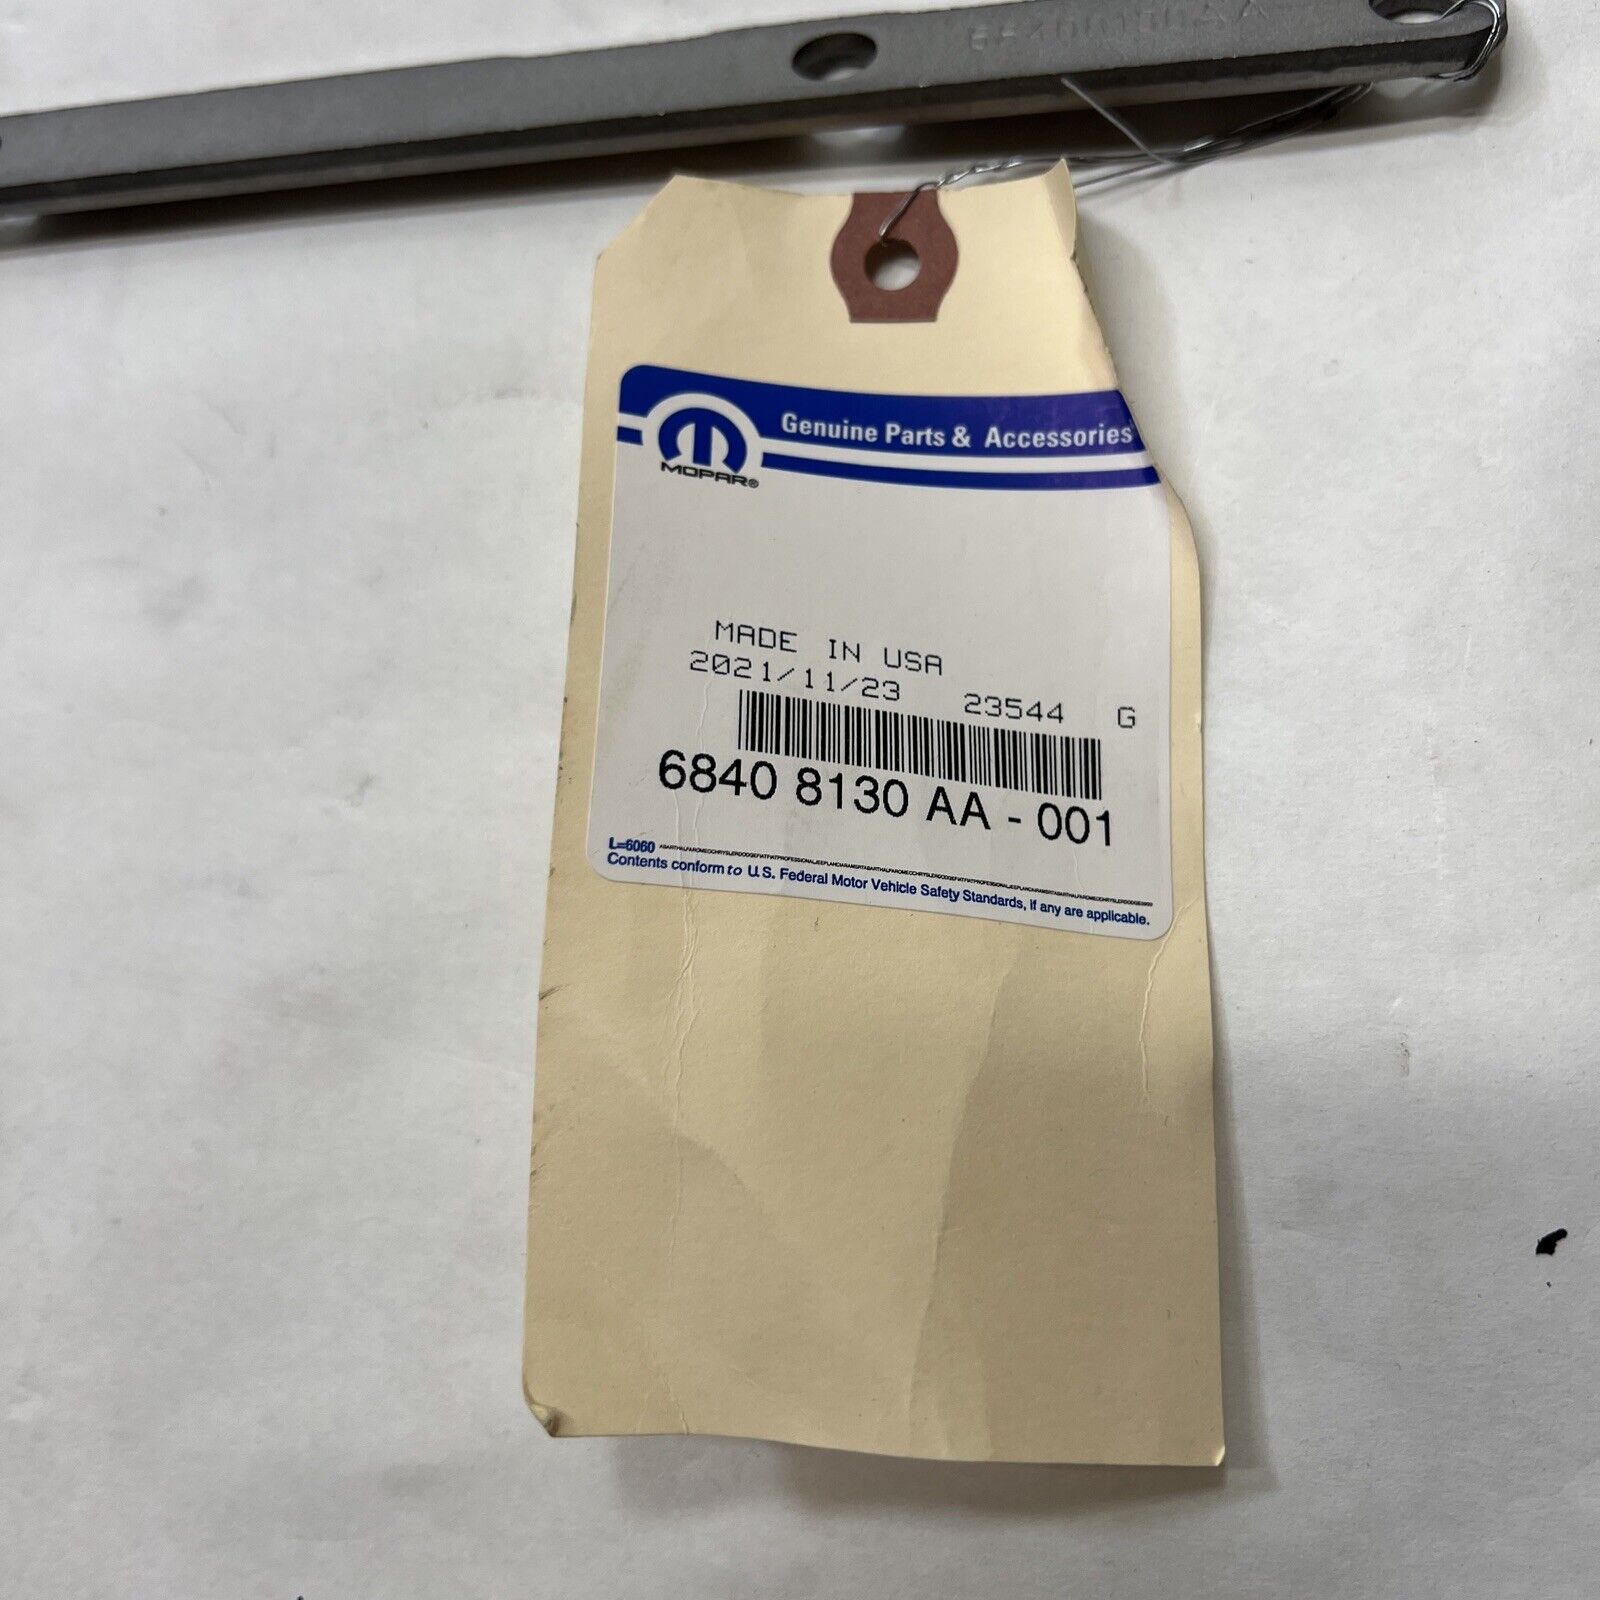 Genuine Parts & Accessories
MOPAR®
MADE IN USA
2021/11/23 23544 G
6840 8130 AA - 001
L=6060
Contents conform to U.S. Federal Motor Vehicle Safety Standards, if any are applicable.